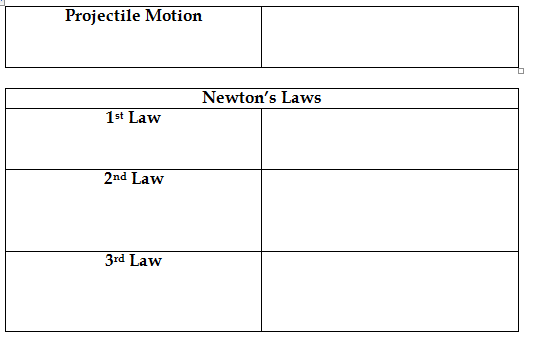 Projectile Motion
Newton's Laws
1st Law
2nd Law
3rd Law